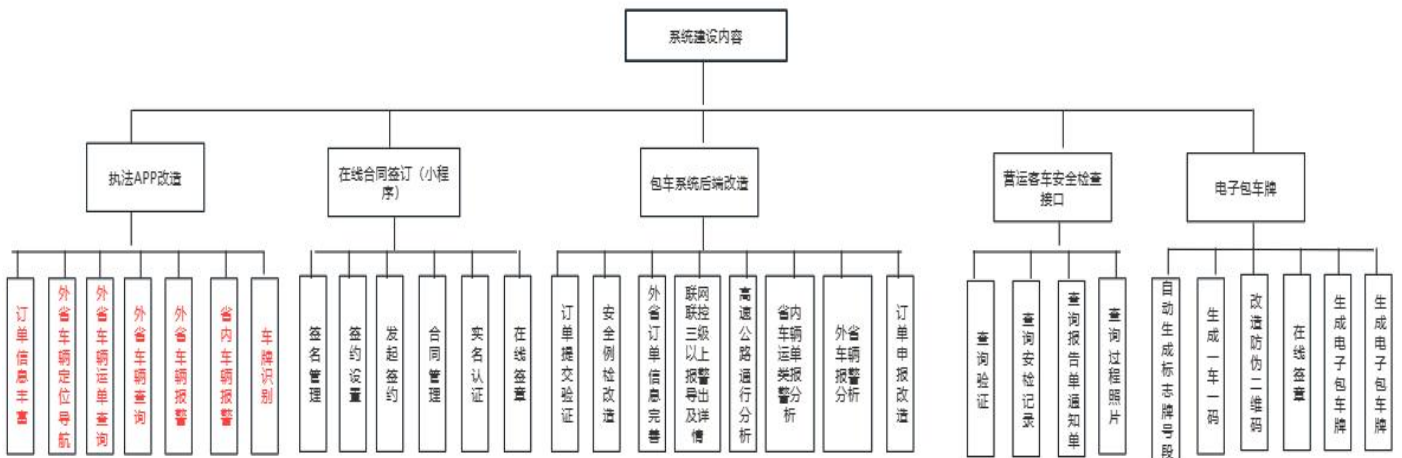 系统建设内容
执法APP改造
在线合同签订（小程
序）
包车系统后端改造
营运客车安全检查
接口
电子包车牌
订单信息丰富
外省车辆定位导航
外省车辆运单查询
外省车辆查询
外省车辆报警
省内车辆报警
车牌识别
签名管理
签约设置
发起签约
合同管理
实名认证
在线签章
订单提交验证
安全例检改造
外省订单信息完善
联网联控三级以上报警导出及详情
高速公路通行分析
省内车辆运单类报警分析
外省车辆报警分析
订单申报改造
查询验证
查询安检记录
查询报告单通知单
查询过程照片
自动生成标志牌号段
生成一车一码
改造防伪二维码
在线签章
生成电子包车牌
生成电子包车牌